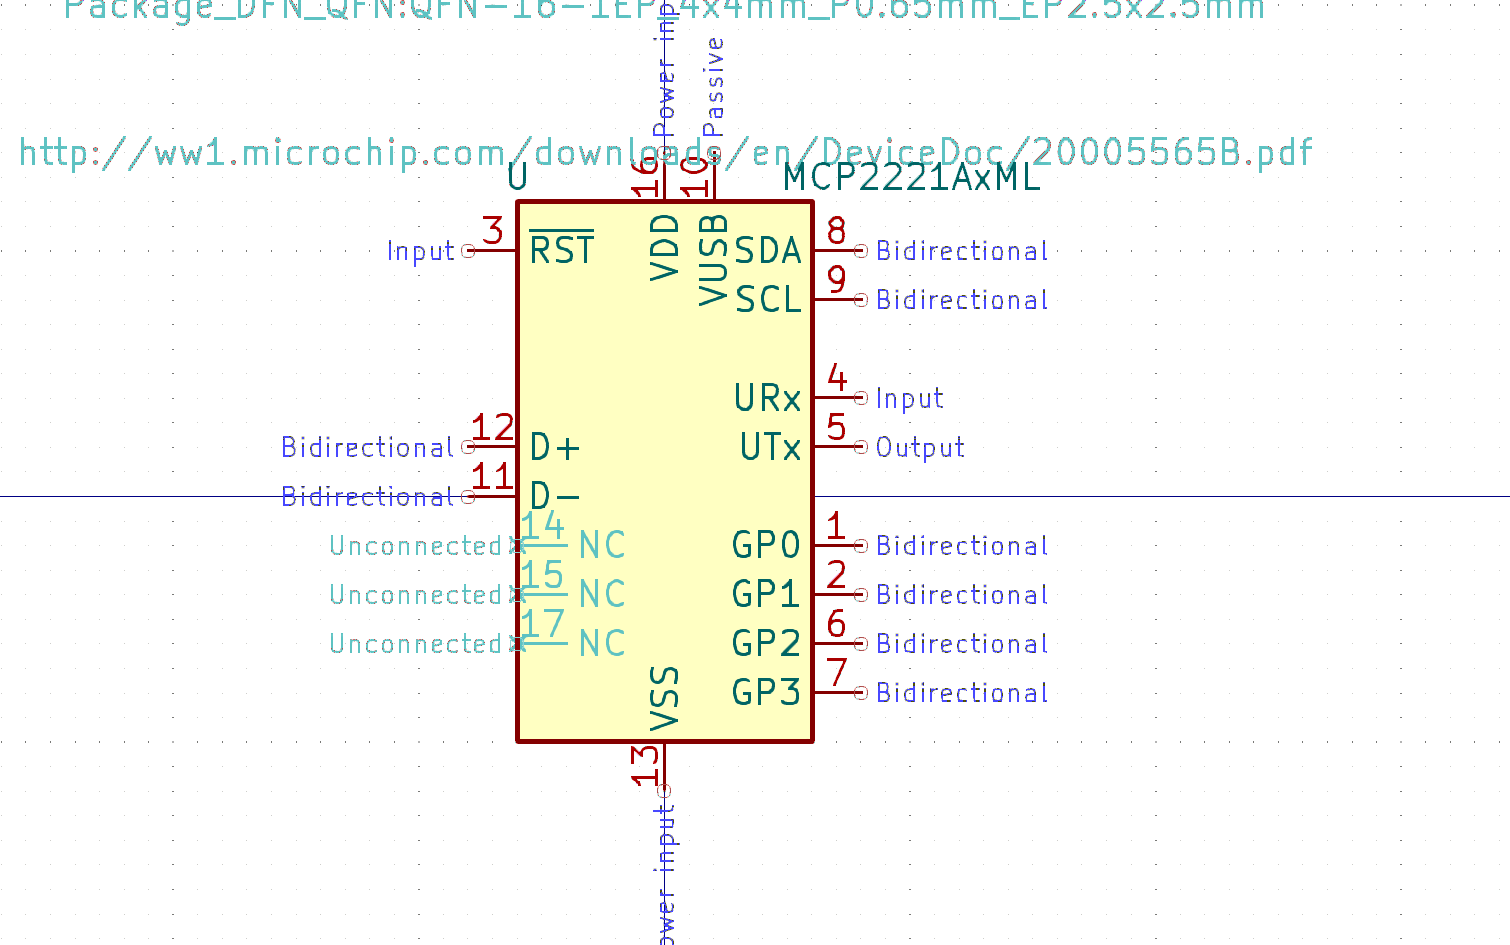 Package_DFN_QFN:QFN-16-1EP_4x4mm_P0.65mm_EP2.5x2.5mm
Power inp
Passive
http://ww1.microchip.com/downloads/en/DeviceDoc/20005565B.pdf
U
16
10
MCP2221AxML
Input
3
RST
VDD
VUSB
SDA
8
Bidirectional
SCL
9
Bidirectional
URx
4
Input
Bidirectional
12
D+
UTx
5
Output
Bidirectional
11
D-
Unconnected
14
NC
GP0
1
Bidirectional
Unconnected
15
NC
GP1
2
Bidirectional
Unconnected
17
NC
GP2
6
Bidirectional
VSS
GP3
7
Bidirectional
13
ower input